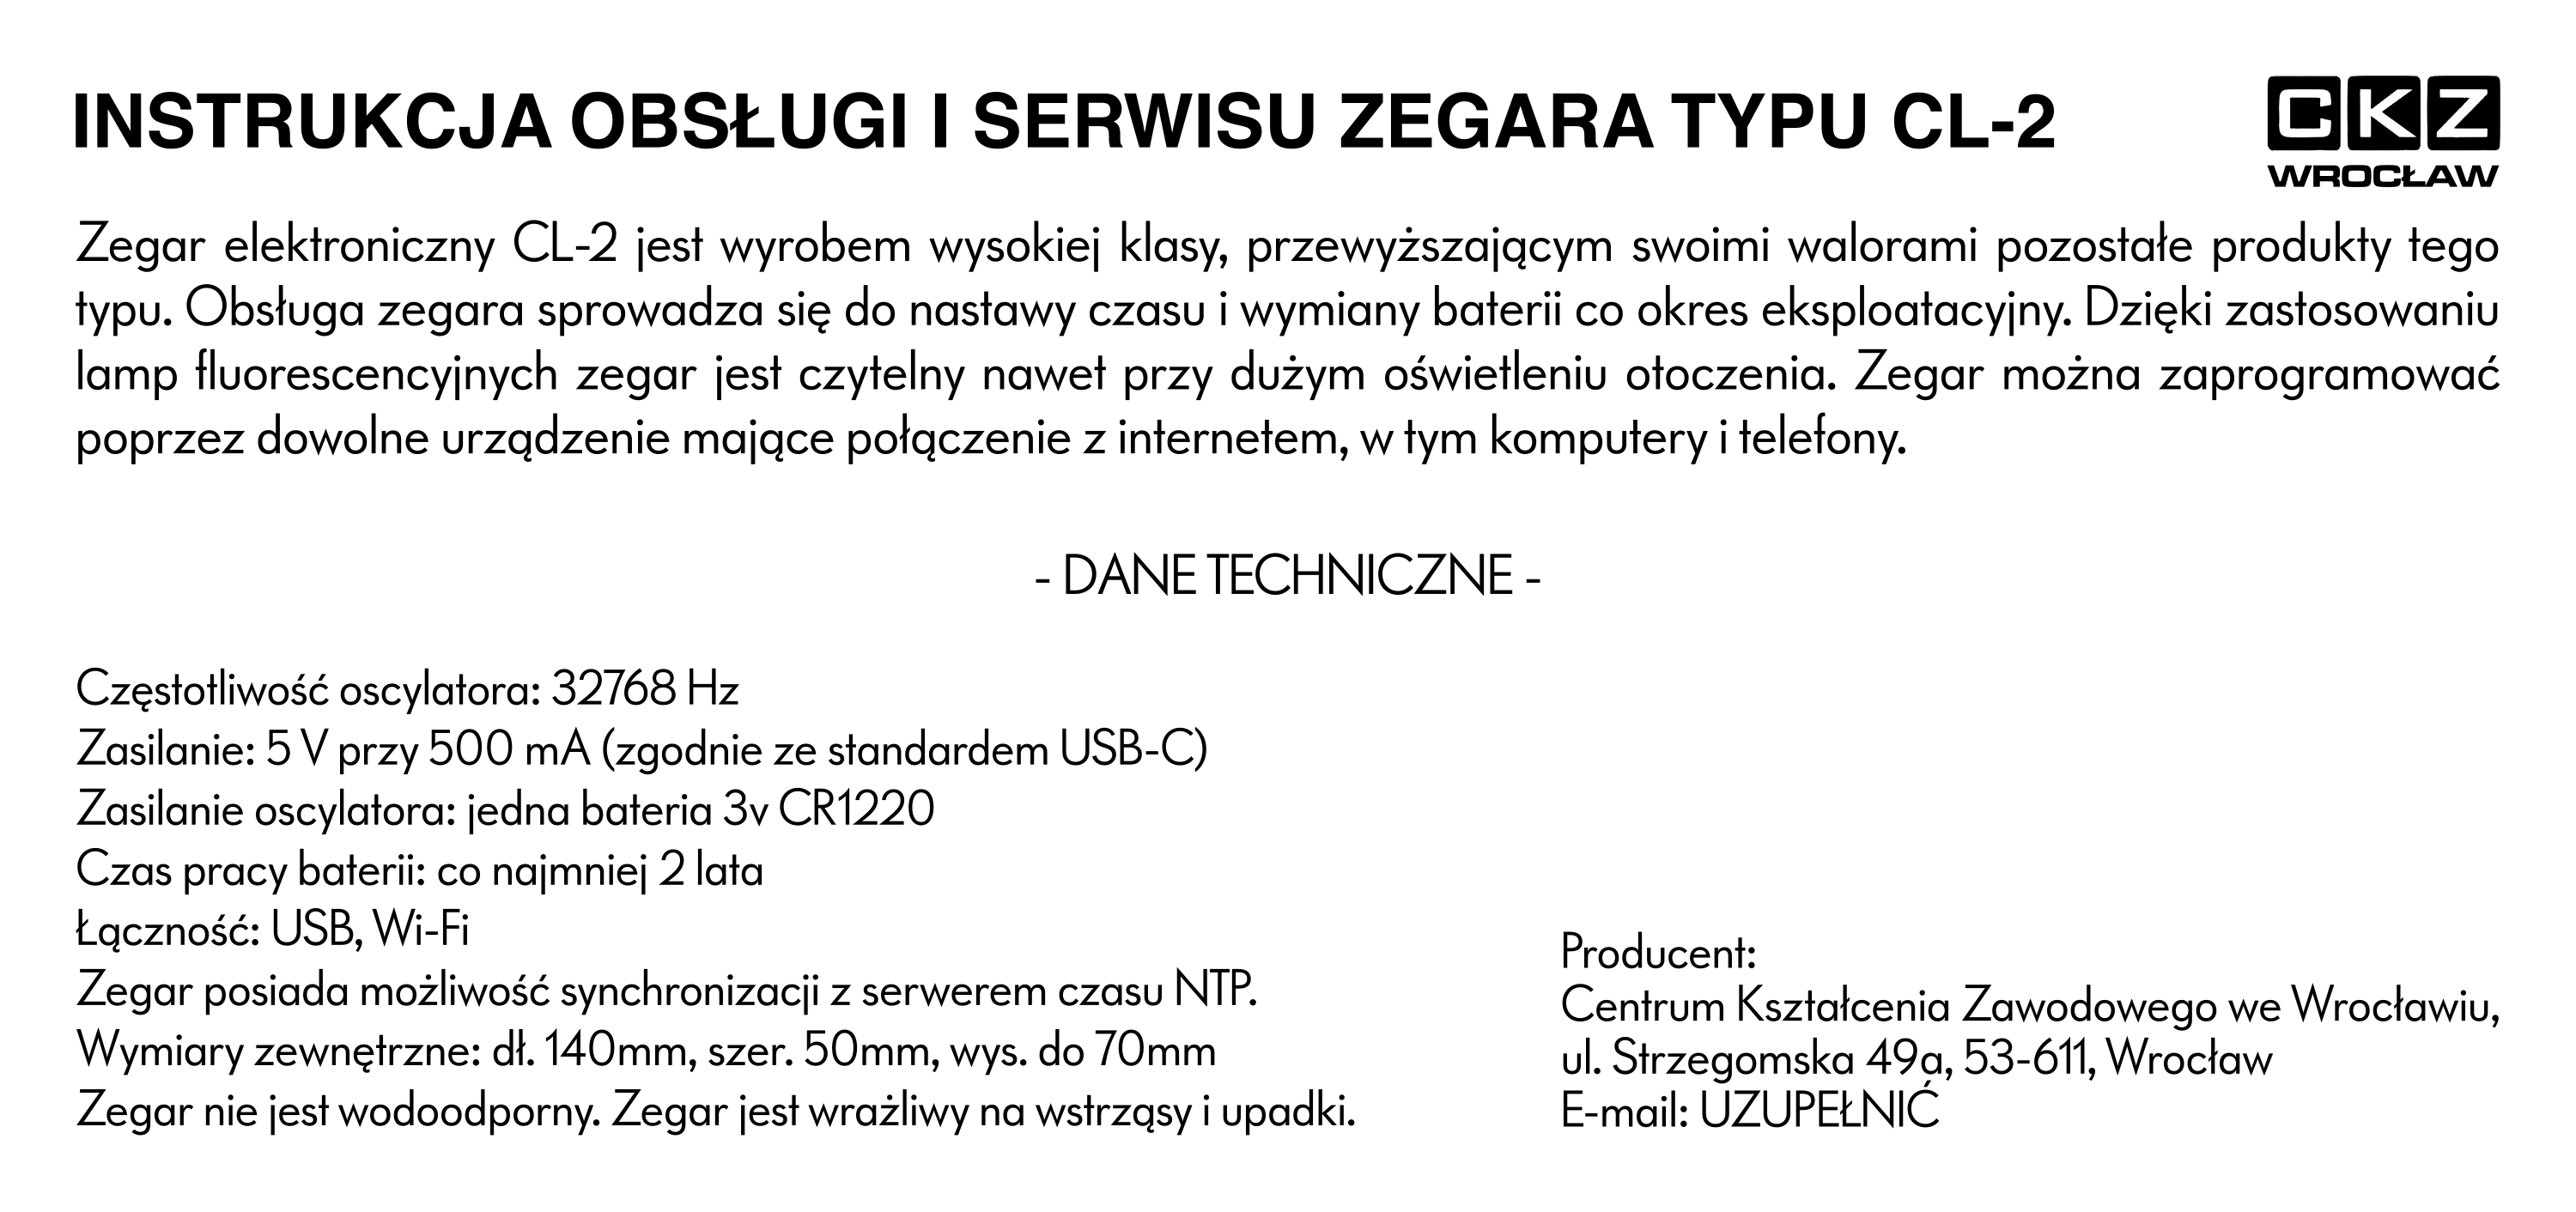 INSTRUKCJA OBSŁUGI I SERWISU ZEGARA TYPU CL-2
CKZ
WROCŁAW
Zegar elektroniczny CL-2 jest wyrobem wysokiej klasy, przewyższającym swoimi walorami pozostałe produkty tego
typu. Obsługa zegara sprowadza się do nastawy czasu i wymiany baterii co okres eksploatacyjny. Dzięki zastosowaniu
lamp fluorescencyjnych zegar jest czytelny nawet przy dużym oświetleniu otoczenia. Zegar można zaprogramować
poprzez dowolne urządzenie mające połączenie z internetem, w tym komputery i telefony.
- DANE TECHNICZNE -
Częstotliwość oscylatora: 32768 Hz
Zasilanie: 5 V przy 500 mA (zgodnie ze standardem USB-C)
Zasilanie oscylatora: jedna bateria 3v CR1220
Czas pracy baterii: co najmniej 2 lata
Łączność: USB, Wi-Fi
Zegar posiada możliwość synchronizacji z serwerem czasu NTP.
Wymiary zewnętrzne: dł. 140mm, szer. 50mm, wys. do 70mm
Zegar nie jest wodoodporny. Zegar jest wrażliwy na wstrząsy i upadki.
Producent:
Centrum Kształcenia Zawodowego we Wrocławiu,
ul. Strzegomska 49a, 53-611, Wrocław
E-mail: UZUPEŁNIĆ